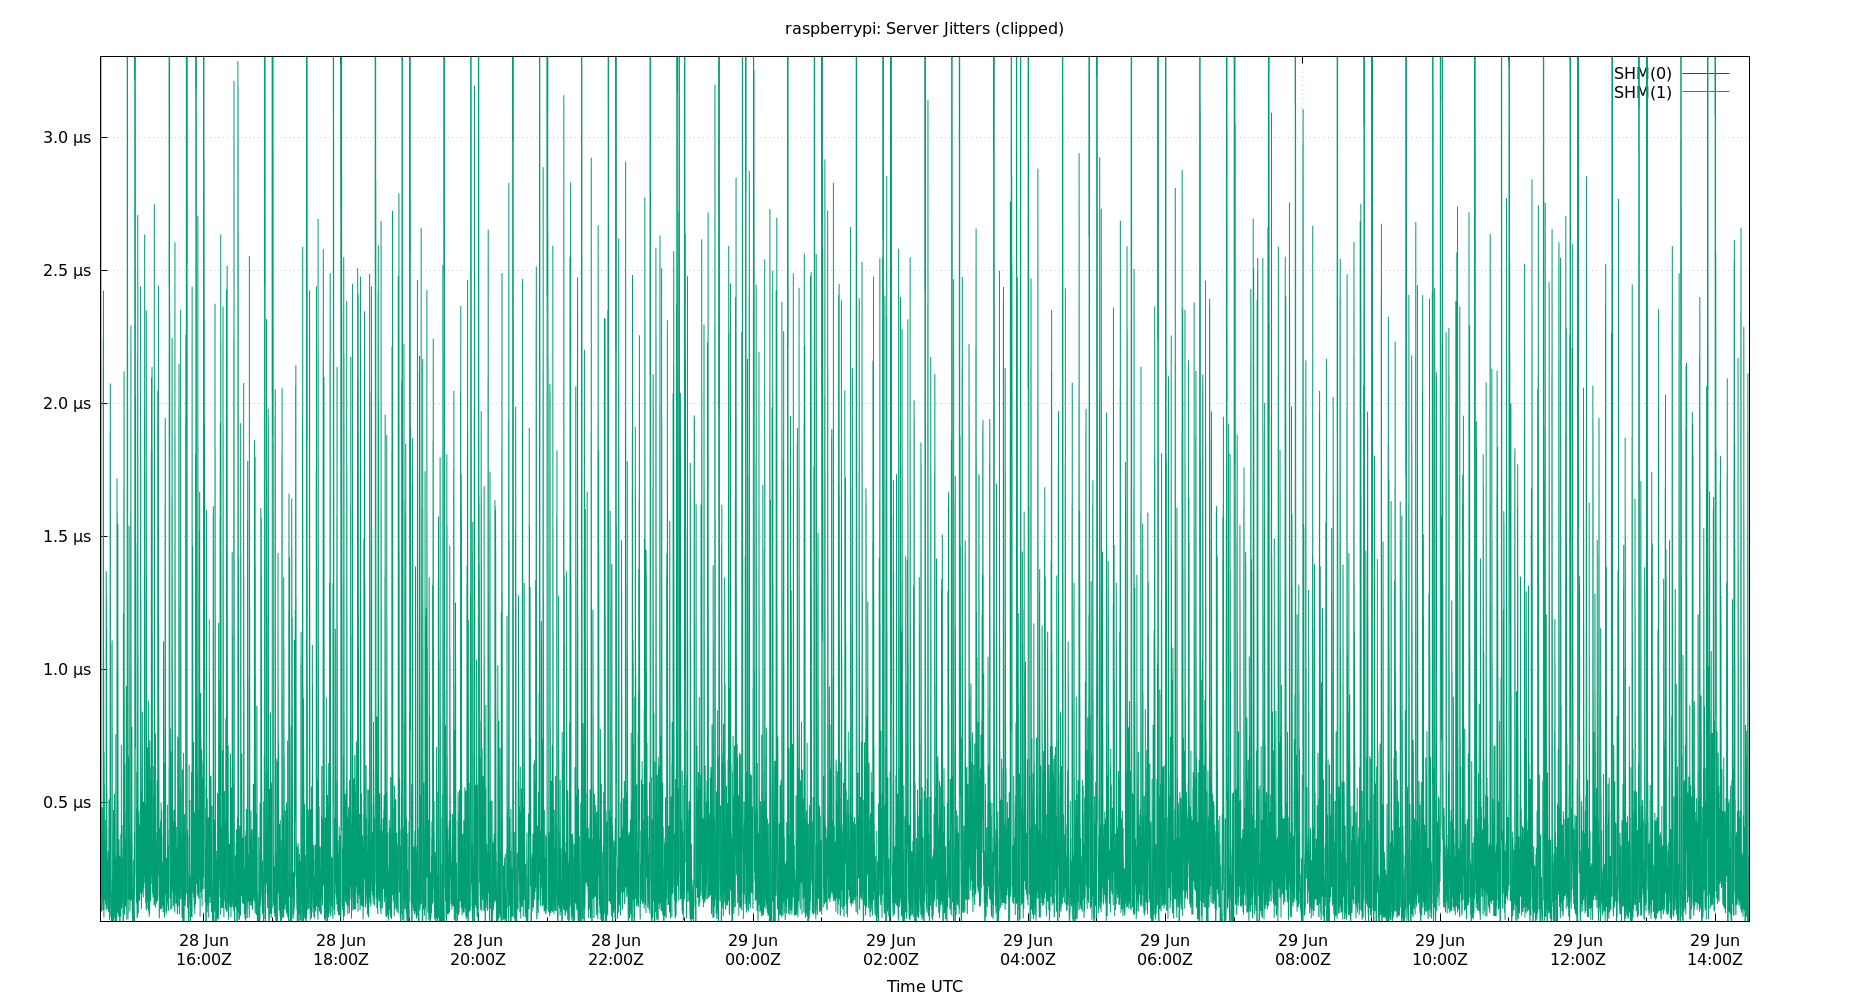 raspberrypi: Server Jitters (clipped)
SHM(0)
SHM(1)
3.0 μs
2.5 μs
2.0 μs
1.5 μs
1.0 μs
0.5 μs
28 Jun 28 Jun 28 Jun 28 Jun 29 Jun 29 Jun 29 Jun 29 Jun 29 Jun 29 Jun 29 Jun 29 Jun
16:00Z 18:00Z 20:00Z 22:00Z 00:00Z 02:00Z 04:00Z 06:00Z 08:00Z 10:00Z 12:00Z 14:00Z
Time UTC